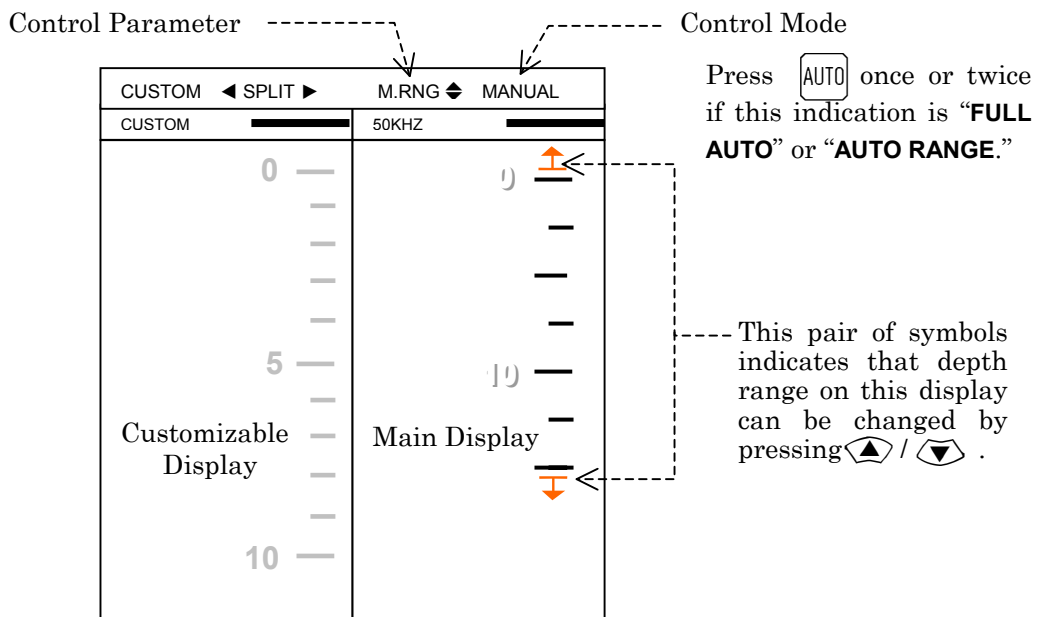 Control Parameter
Control Mode
CUSTOM ◀ SPLIT ▶ M.RNG ◆ MANUAL
CUSTOM
50KHZ
Press AUTO once or twice
if this indication is “FULL
AUTO” or “AUTO RANGE.”
0
5
10
Customizable
Display
0
10
Main Display
This pair of symbols
indicates that depth
range on this display
can be changed by
pressing ▲ / ▼ .